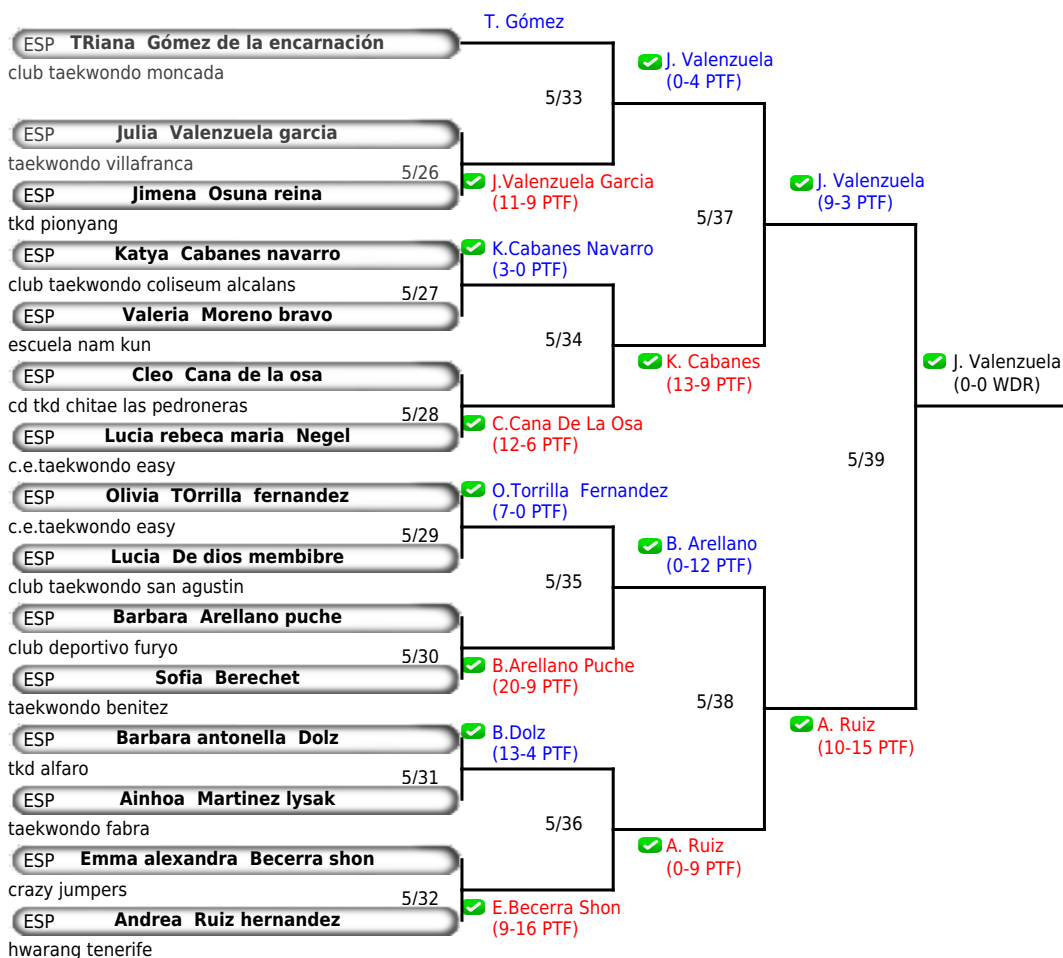 T. Gómez
ESP TRiana Gómez de la encarnación
club taekwondo moncada
J. Valenzuela
(0-4 PTF)
5/33
ESP Julia Valenzuela garcia
taekwondo villafranca
5/26
J.Valenzuela Garcia
(11-9 PTF)
ESP Jimena Osuna reina
tkd pionyang
J. Valenzuela
(9-3 PTF)
5/37
ESP Katya Cabanes navarro
K.Cabanes Navarro
(3-0 PTF)
club taekwondo coliseum alcalans
5/27
ESP Valeria Moreno bravo
escuela nam kun
5/34
K. Cabanes
(13-9 PTF)
J. Valenzuela
(0-0 WDR)
ESP Cleo Cana de la osa
cd tkd chitae las pedroneras
5/28
C.Cana De La Osa
(12-6 PTF)
ESP Lucia rebeca maria Negel
c.e.taekwondo easy
5/39
ESP Olivia TOrrilla fernandez
O.Torrilla Fernandez
(7-0 PTF)
c.e.taekwondo easy
5/29
ESP Lucia De dios membibre
club taekwondo san agustin
B. Arellano
(0-12 PTF)
5/35
ESP Barbara Arellano puche
club deportivo furyo
5/30
B.Arellano Puche
(20-9 PTF)
ESP Sofia Berechet
taekwondo benitez
5/38
A. Ruiz
(10-15 PTF)
ESP Barbara antonella Dolz
B.Dolz
(13-4 PTF)
tkd alfaro
5/31
ESP Ainhoa Martinez lysak
taekwondo fabra
5/36
A. Ruiz
(0-9 PTF)
ESP Emma alexandra Becerra shon
crazy jumpers
5/32
E.Becerra Shon
(9-16 PTF)
ESP Andrea Ruiz hernandez
hwarang tenerife